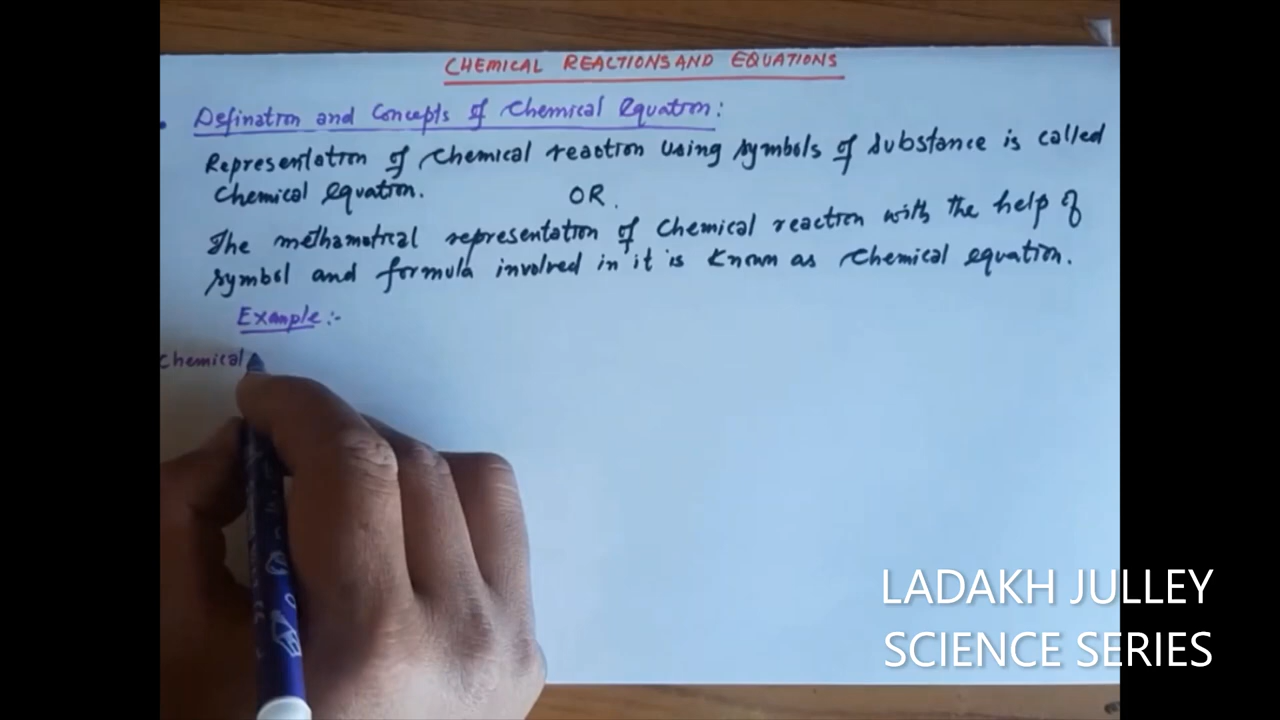 CHEMICAL REACTIONS AND EQUATIONS
Defination and Concepts of Chemical equation:
Representation of chemical reaction using symbols of substance is called
Chemical equation. OR.
The methamatical representation of Chemical reaction with the help of
symbol and formula involved in it is known as chemical equation.
Example :-
Chemical
LADAKH JULLEY
SCIENCE SERIES